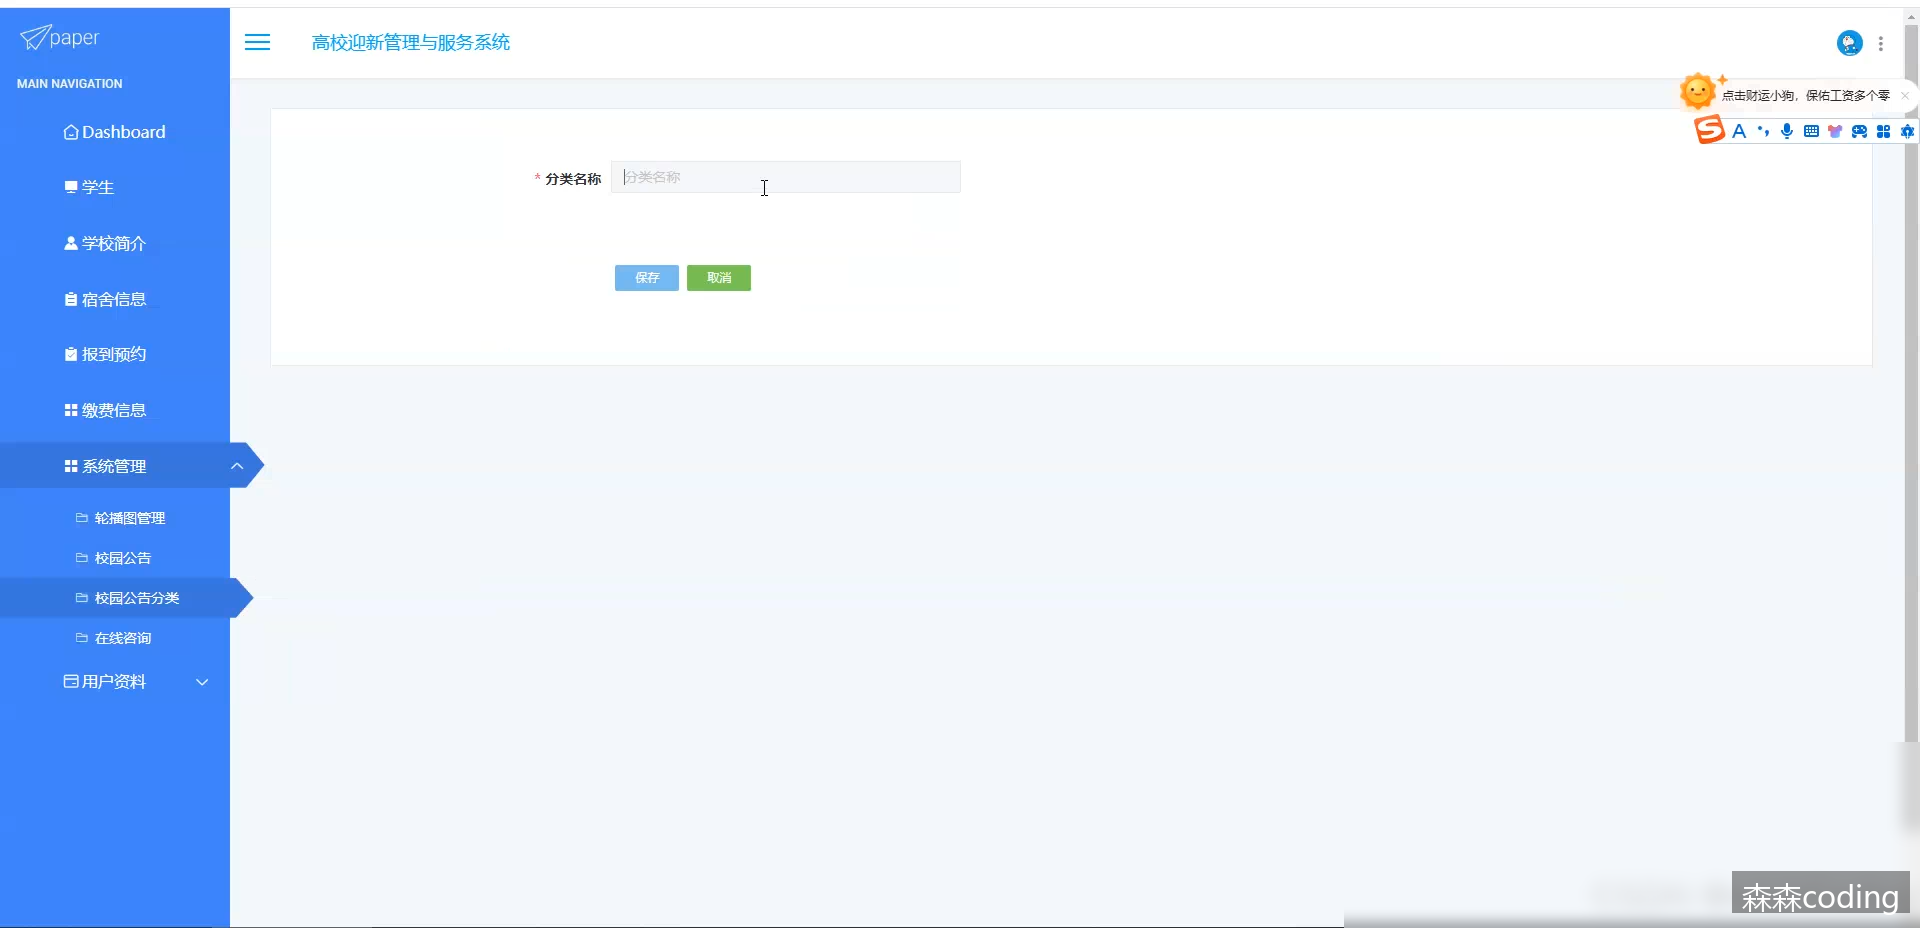 paper
高校迎新管理与服务系统
MAIN NAVIGATION
点击财运小狗，保佑工资多个零
Dashboard
* 分类名称
分类名称
学生
学校简介
保存
取消
宿舍信息
报到预约
缴费信息
系统管理
轮播图管理
校园公告
校园公告分类
在线咨询
用户资料
森森coding